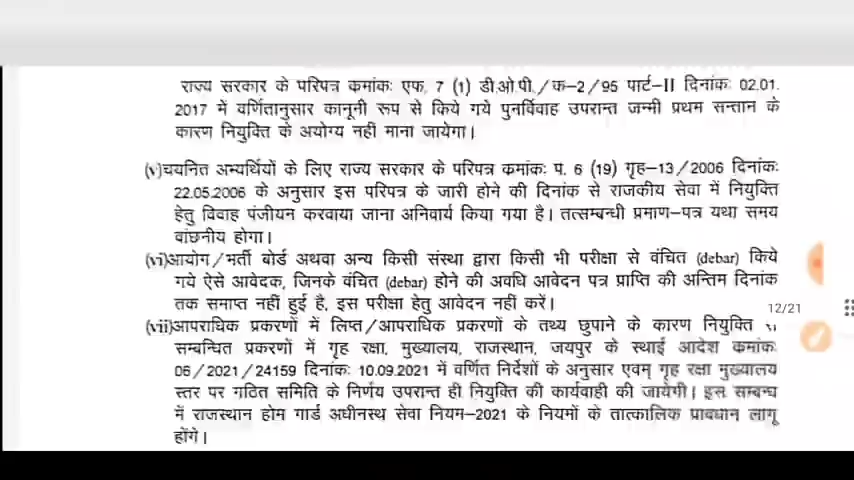 राज्य सरकार के परिपत्र क्रमांकः एफ. 7 (1) डी.ओ.पी./क–2/95 पार्ट–II दिनांकः 02.01.
2017 में वर्णितानुसार कानूनी रूप से किये गये पुनर्विवाह उपरान्त जन्मी प्रथम सन्तान के
कारण नियुक्ति के अयोग्य नहीं माना जायेगा।
(v)चयनित अभ्यर्थियों के लिए राज्य सरकार के परिपत्र क्रमांकः प. 6 (19) गृह–13/2006 दिनांकः
22.05.2006 के अनुसार इस परिपत्र के जारी होने की दिनांक से राजकीय सेवा में नियुक्ति
हेतु विवाह पंजीयन करवाया जाना अनिवार्य किया गया है। तत्सम्बन्धी प्रमाण–पत्र यथा समय
वांछनीय होगा।
(vi)आयोग/भर्ती बोर्ड अथवा अन्य किसी संस्था द्वारा किसी भी परीक्षा से वंचित (debar) किये
गये ऐसे आवेदक, जिनके वंचित (debar) होने की अवधि आवेदन पत्र प्राप्ति की अन्तिम दिनांक
तक समाप्त नहीं हुई है, इस परीक्षा हेतु आवेदन नहीं करें।
12/21
(vii)आपराधिक प्रकरणों में लिप्त/आपराधिक प्रकरणों के तथ्य छुपाने के कारण नियुक्ति
सम्बन्धित प्रकरणों में गृह रक्षा, मुख्यालय, राजस्थान, जयपुर के स्थाई आदेश क्रमांकः
06/2021/24159 दिनांकः 10.09.2021 में वर्णित निर्देशों के अनुसार एवम् गृह रक्षा मुख्यालय
स्तर पर गठित समिति के निर्णय उपरान्त ही नियुक्ति की कार्यवाही की जायेगी। इस सम्बन्ध
में राजस्थान होम गार्ड अधीनस्थ सेवा नियम–2021 के नियमों के तात्कालिक प्रावधान लागू
होंगे।